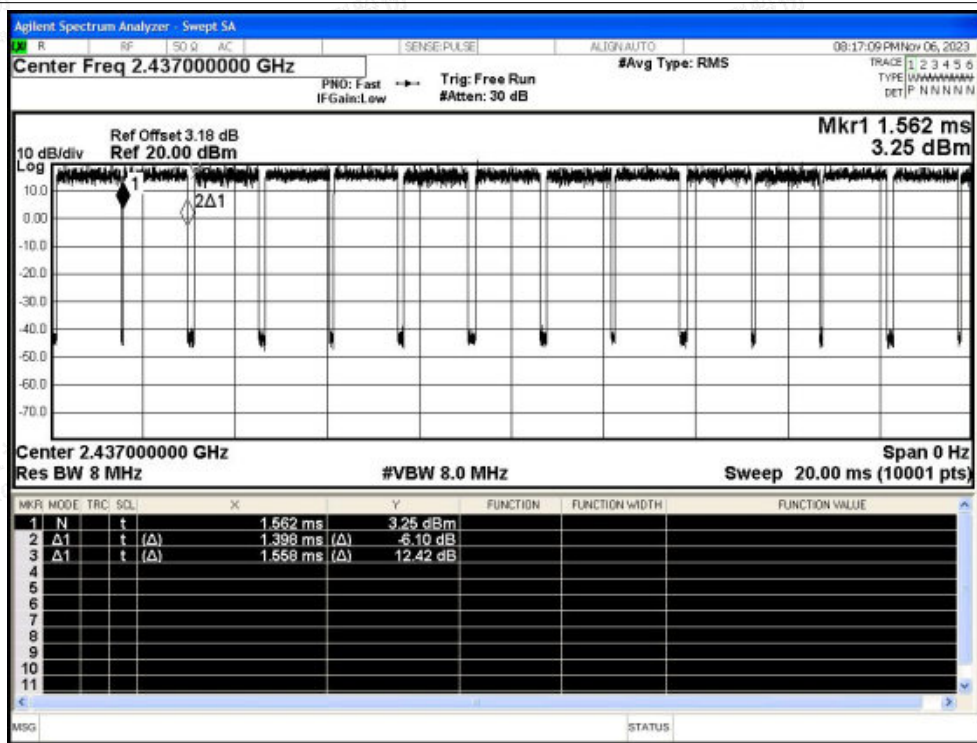 Agilent Spectrum Analyzer - Swept SA
R RF 50 Ω AC SENSE:PULSE ALIGNAUTO 08:17:09 PMNov 06, 2023
Center Freq 2.437000000 GHz #Avg Type: RMS TRACE 1 2 3 4 5 6
PNO: Fast Trig: Free Run TYPE
IFGain:Low #Atten: 30 dB DET P N N N N N
Mkr1 1.562 ms
Ref Offset 3.18 dB
10 dB/div Ref 20.00 dBm 3.25 dBm
Log
10.0
1
2Δ1
0.00
-10.0
-20.0
-30.0
-40.0
-50.0
-60.0
-70.0
Center 2.437000000 GHz Span 0 Hz
Res BW 8 MHz #VBW 8.0 MHz Sweep 20.00 ms (10001 pts)
MKR MODE TRC SCL X Y FUNCTION FUNCTION WIDTH FUNCTION VALUE
1 N t 1.562 ms 3.25 dBm
2 Δ1 t (Δ) 1.398 ms (Δ) -6.10 dB
3 Δ1 t (Δ) 1.558 ms (Δ) 12.42 dB
4
5
6
7
8
9
10
11
MSG STATUS